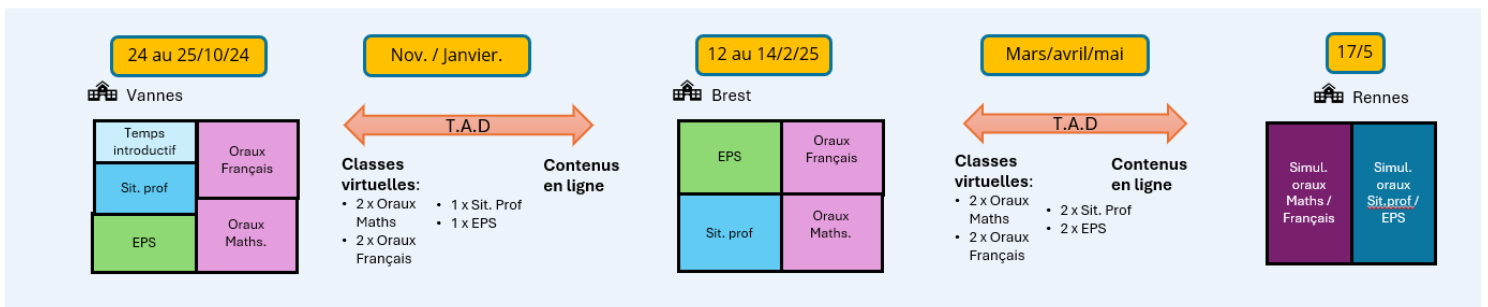 24 au 25/10/24
Vannes
Temps
introductif
Sit. prof
EPS
Oraux
Français
Oraux
Maths.
Nov. / Janvier.
T.A.D
Classes
virtuelles:
• 2 x Oraux
Maths
• 2 x Oraux
Français
• 1 x Sit. Prof
• 1 x EPS
Contenus
en ligne
12 au 14/2/25
Brest
EPS
Sit. prof
Oraux
Français
Oraux
Maths.
Mars/avril/mai
T.A.D
Classes
virtuelles:
• 2 x Oraux
Maths
• 2 x Oraux
Français
• 2 x Sit. Prof
• 2 x EPS
Contenus
en ligne
17/5
Rennes
Simul.
oraux
Maths /
Français
Simul.
oraux
Sit.prof /
EPS